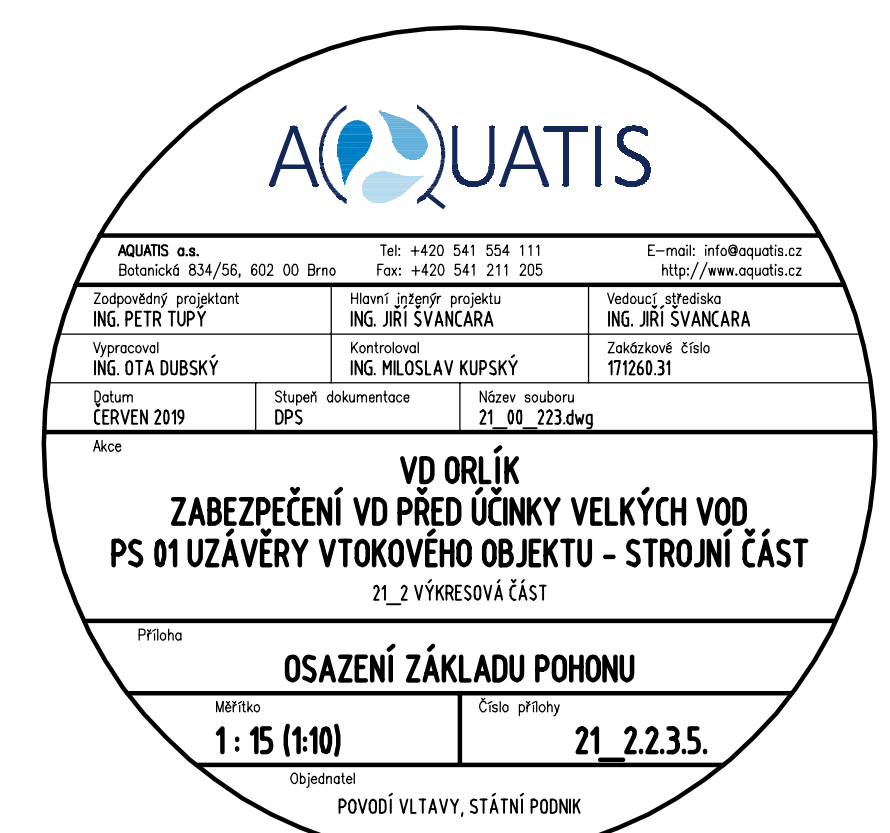 AQUATIS
AQUATIS a.s. Tel: +420 541 554 111 E-mail: info@aquatis.cz
Botanická 834/56, 602 00 Brno Fax: +420 541 211 205 http://www.aquatis.cz
Zodpovědný projektant Hlavní inženýr projektu Vedoucí střediska
ING. PETR TUPÝ ING. JIŘÍ ŠVANCARA ING. JIŘÍ ŠVANCARA
Vypracoval Kontroloval Zakázkové číslo
ING. OTA DUBSKÝ ING. MILOSLAV KUPSKÝ 171260.31
Datum Stupeň dokumentace Název souboru
ČERVEN 2019 DPS 21_00_223.dwg
Akce
VD ORLÍK
ZABEZPEČENÍ VD PŘED ÚČINKY VELKÝCH VOD
PS 01 UZÁVĚRY VTOKOVÉHO OBJEKTU - STROJNÍ ČÁST
21_2 VÝKRESOVÁ ČÁST
Příloha
OSAZENÍ ZÁKLADU POHONU
Měřítko Číslo přílohy
1 : 15 (1:10) 21_2.2.3.5.
Objednatel
POVODÍ VLTAVY, STÁTNÍ PODNIK